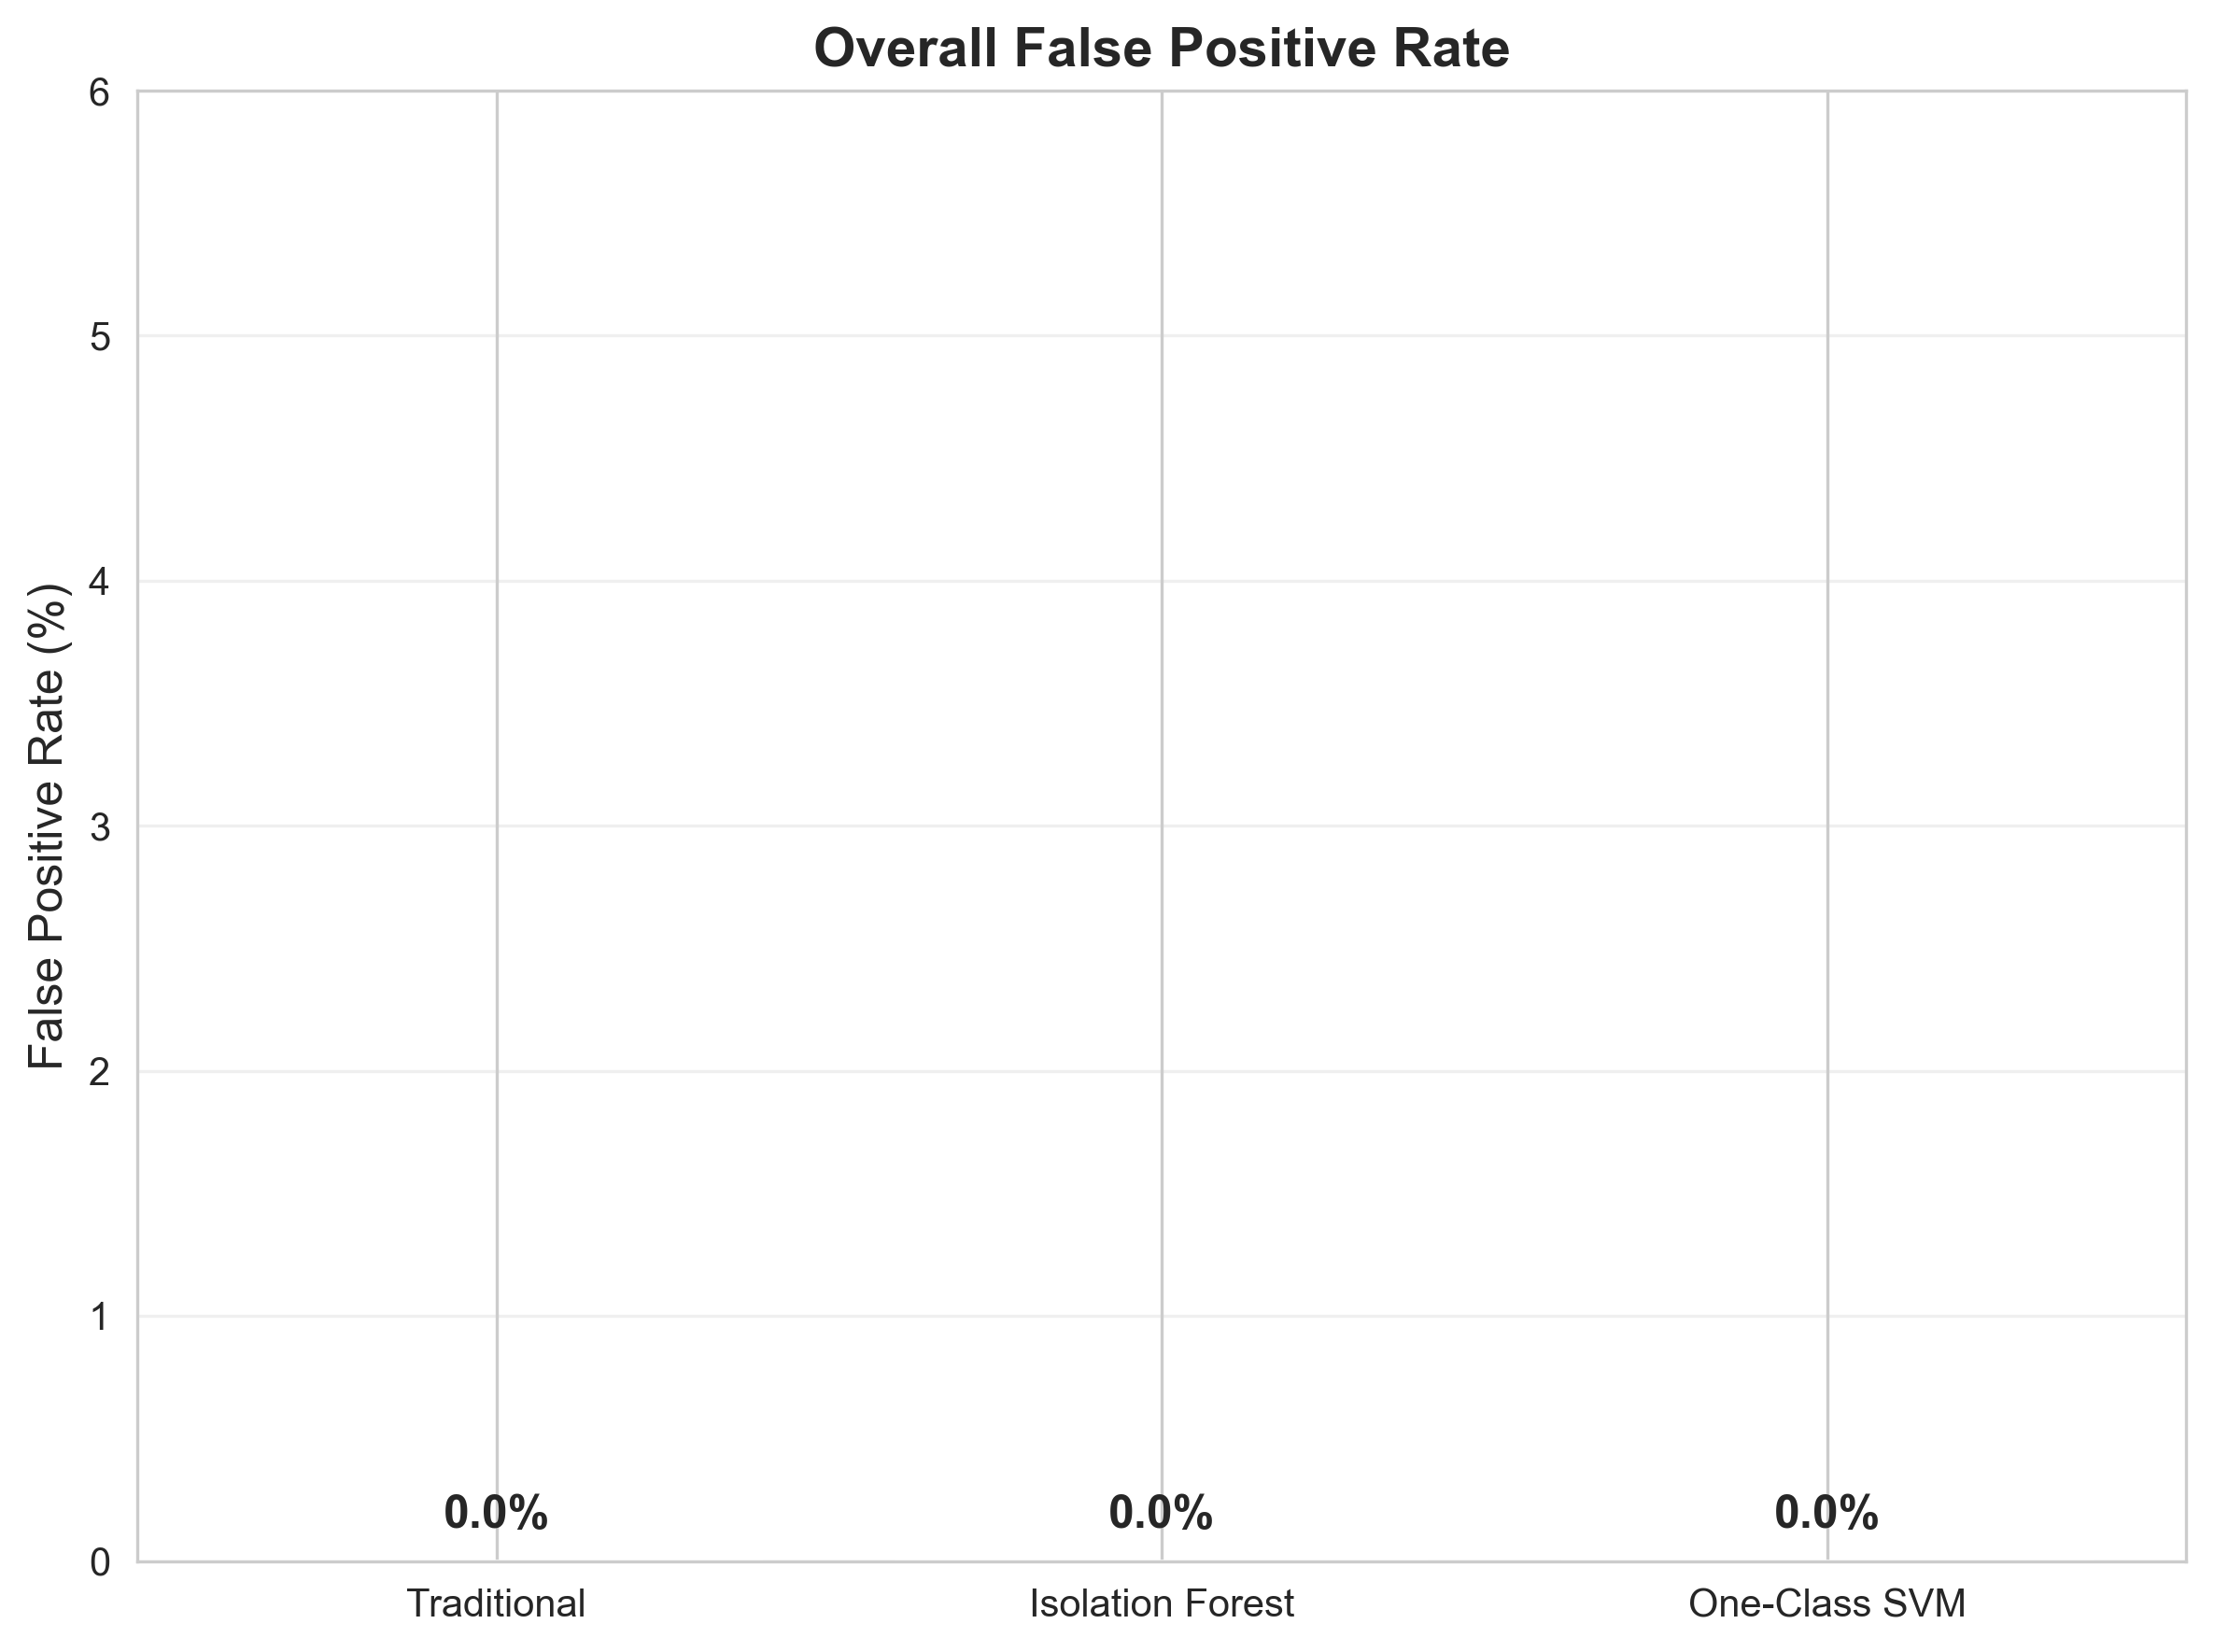 Overall False Positive Rate
False Positive Rate (%)
6
5
4
3
2
1
0
0.0% 0.0% 0.0%
Traditional Isolation Forest One-Class SVM